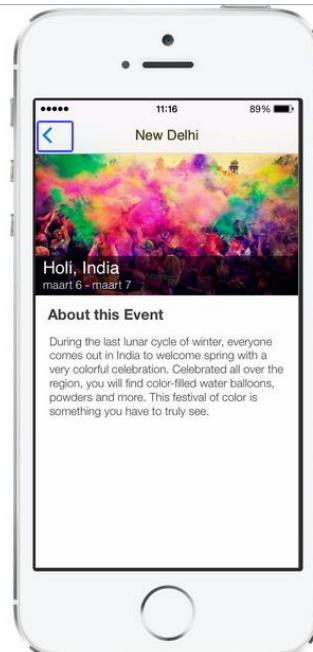 11:16
89%
New Delhi
Holi, India
maart 6 - maart 7
About this Event
During the last lunar cycle of winter, everyone
comes out in India to welcome spring with a
very colorful celebration. Celebrated all over the
region, you will find color-filled water balloons,
powders and more. This festival of color is
something you have to truly see.